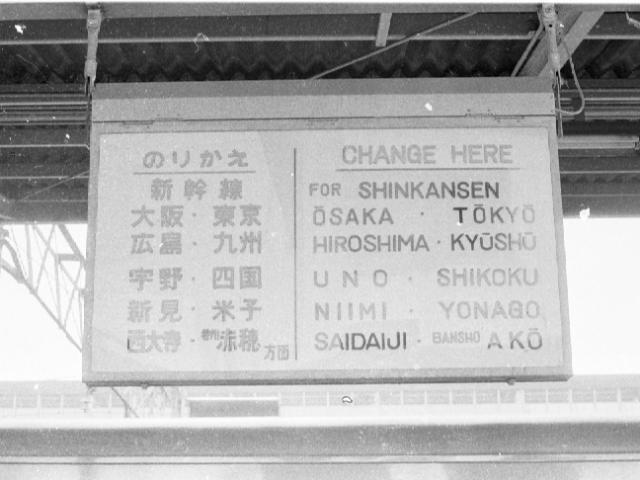 のりかえ
新幹線
大阪・東京
広島・九州
宇野・四国
新見・米子
西大寺・播州赤穂方面
CHANGE HERE
FOR SHINKANSEN
ŌSAKA · TŌKYŌ
HIROSHIMA · KYŪSHŪ
UNO · SHIKOKU
NIIMI · YONAGO
SAIDAIJI · BANSHO AKŌ